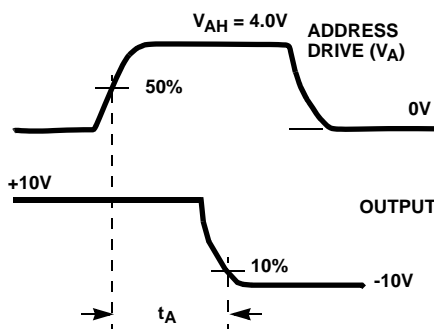 V_AH = 4.0V
ADDRESS
DRIVE (V_A)
50%
0V
+10V
OUTPUT
10%
-10V
t_A